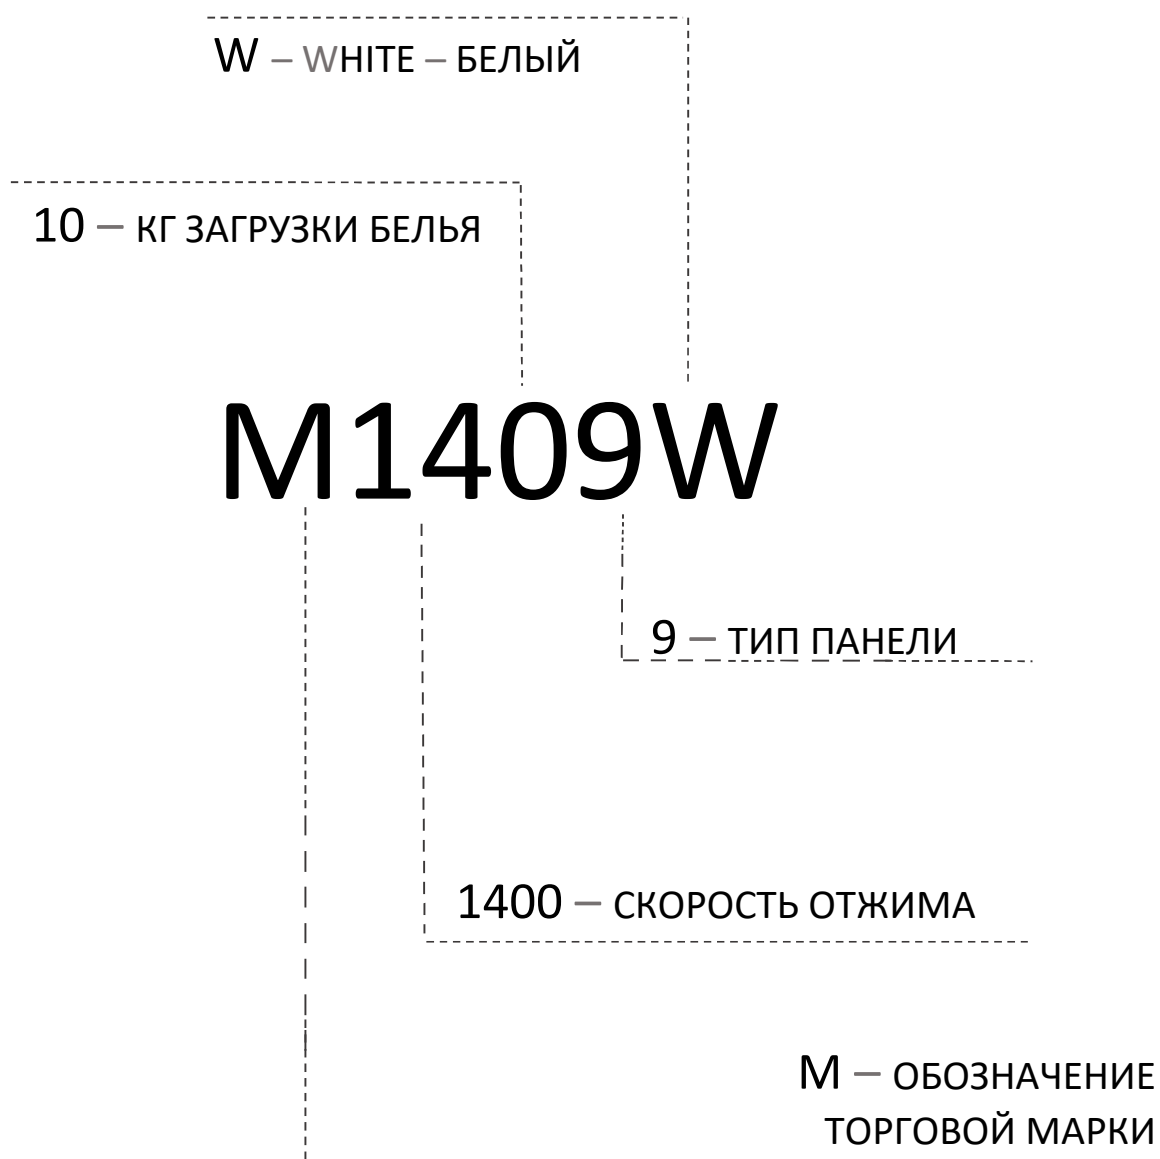 W – WHITE – БЕЛЫЙ
10 – КГ ЗАГРУЗКИ БЕЛЬЯ
M1409W
9 – ТИП ПАНЕЛИ
1400 – СКОРОСТЬ ОТЖИМА
М – ОБОЗНАЧЕНИЕ
ТОРГОВОЙ МАРКИ